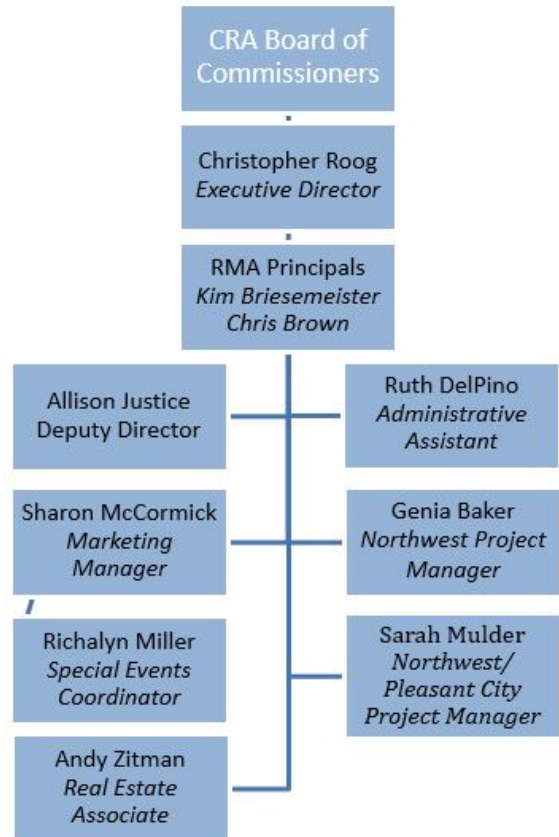 CRA Board of
Commissioners
Christopher Roog
Executive Director
RMA Principals
Kim Briesemeister
Chris Brown
Allison Justice
Deputy Director
Ruth DelPino
Administrative
Assistant
Sharon McCormick
Marketing
Manager
Genia Baker
Northwest Project
Manager
Richalyn Miller
Special Events
Coordinator
Sarah Mulder
Northwest/
Pleasant City
Project Manager
Andy Zitman
Real Estate
Associate